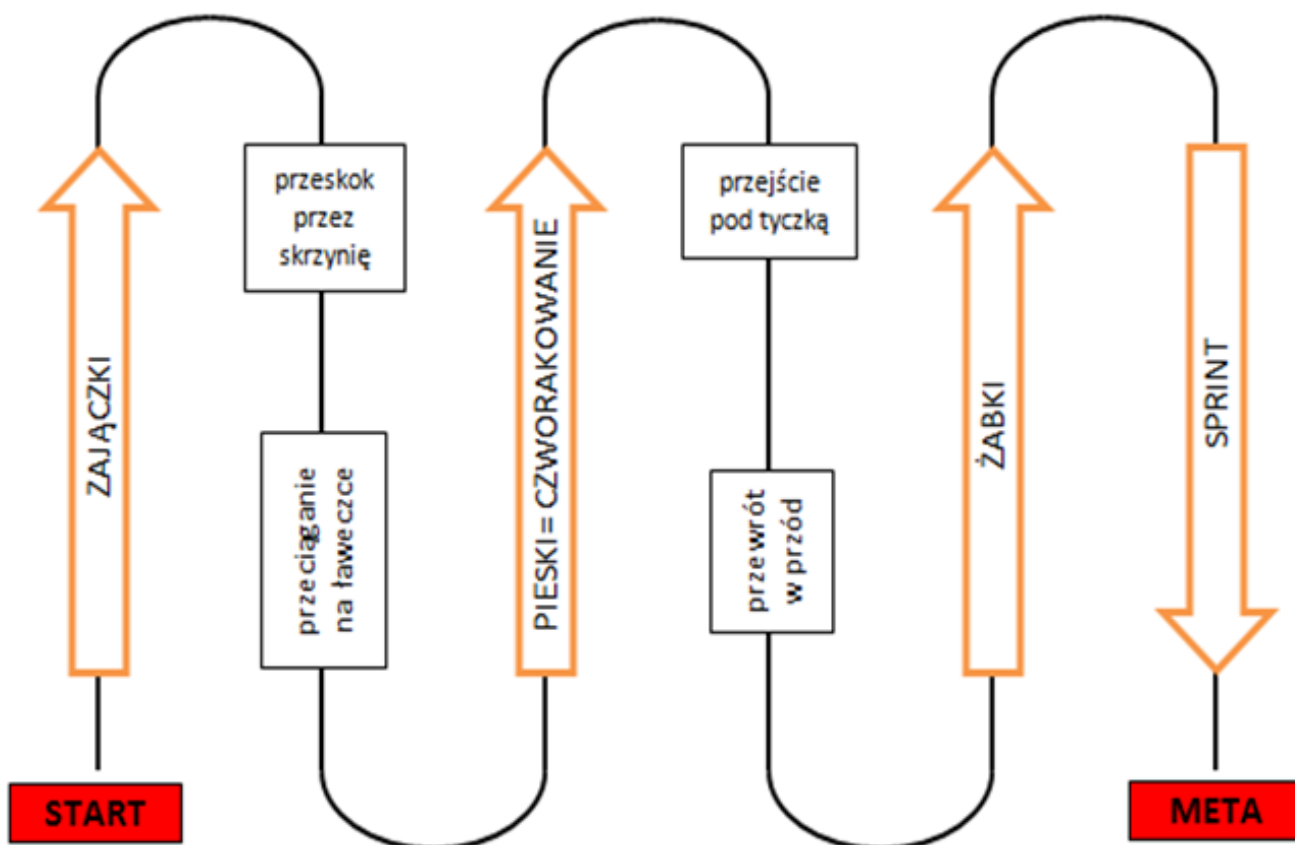 START
ZAJĄCZKI
przeskok
przez
skrzynię
przeciąganie
na ławeczce
PIESKI = CZWORAKOWANIE
przejście
pod tyczką
przewrót
w przód
ŻABKI
SPRINT
META